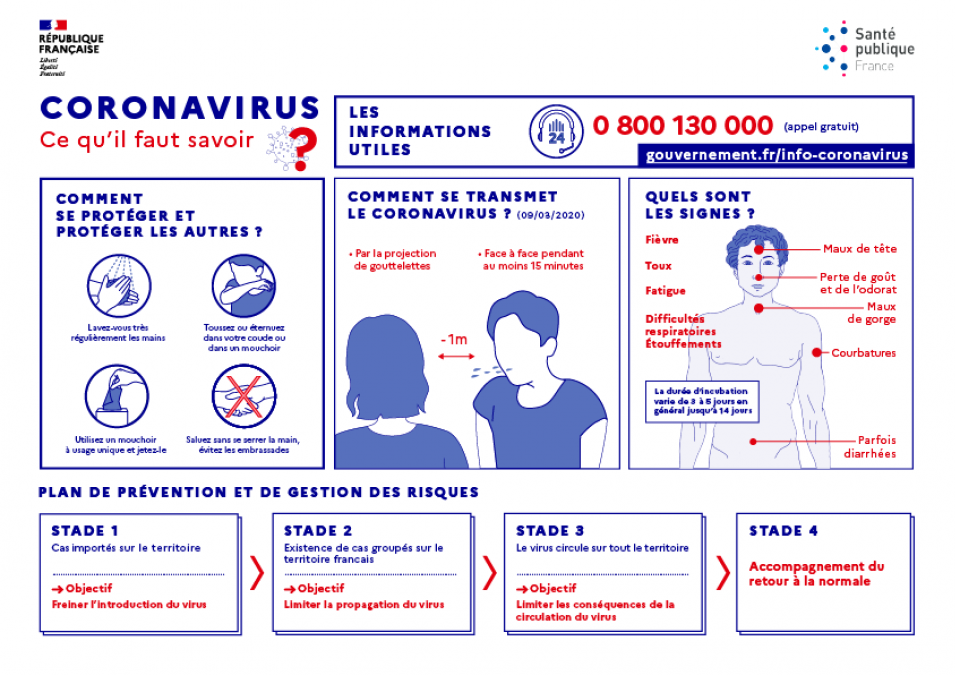 RÉPUBLIQUE
FRANÇAISE
Liberté
Égalité
Fraternité
Santé
publique
France
CORONAVIRUS
Ce qu'il faut savoir
?
LES
INFORMATIONS
UTILES
24
0 800 130 000 (appel gratuit)
gouvernement.fr/info-coronavirus
COMMENT
SE PROTÉGER ET
PROTÉGER LES AUTRES ?
Lavez-vous très
régulièrement les mains
Toussez ou éternuez
dans votre coude ou
dans un mouchoir
Utilisez un mouchoir
à usage unique et jetez-le
Saluez sans se serrer la main,
évitez les embrassades
COMMENT SE TRANSMET
LE CORONAVIRUS ? (09/03/2020)
• Par la projection
de gouttelettes
• Face à face pendant
au moins 15 minutes
-1m
QUELS SONT
LES SIGNES ?
Fièvre
Toux
Fatigue
Difficultés
respiratoires
Étouffements
Maux de tête
Perte de goût
et de l'odorat
Maux
de gorge
Courbatures
Parfois
diarrhées
La durée d'incubation
varie de 3 à 5 jours en
général jusqu'à 14 jours
PLAN DE PRÉVENTION ET DE GESTION DES RISQUES
STADE 1
Cas importés sur le territoire
→ Objectif
Freiner l'introduction du virus
STADE 2
Existence de cas groupés sur le
territoire francais
→ Objectif
Limiter la propagation du virus
STADE 3
Le virus circule sur tout le territoire
→ Objectif
Limiter les conséquences de la
circulation du virus
STADE 4
Accompagnement du
retour à la normale